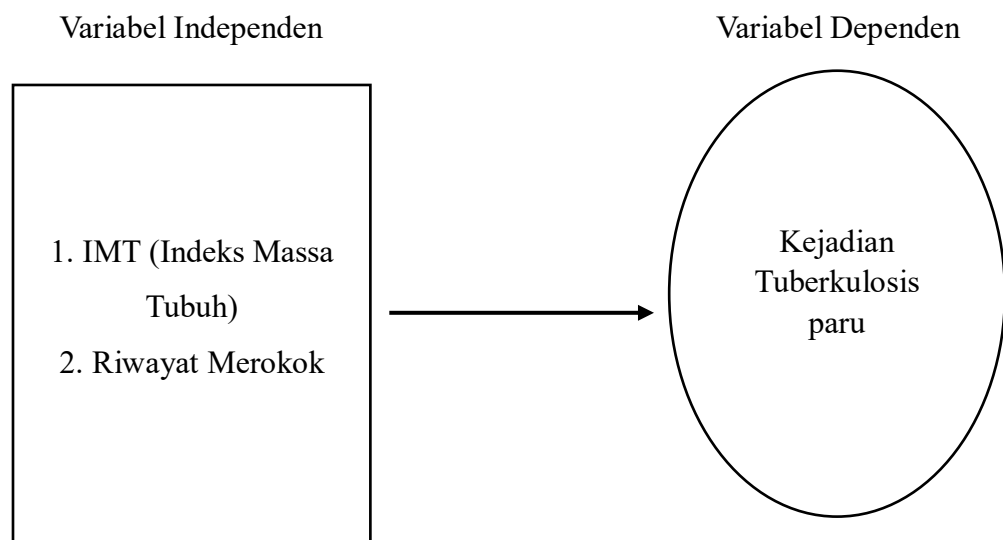 Variabel Independen
Variabel Dependen
1. IMT (Indeks Massa
Tubuh)
2. Riwayat Merokok
Kejadian
Tuberkulosis
paru